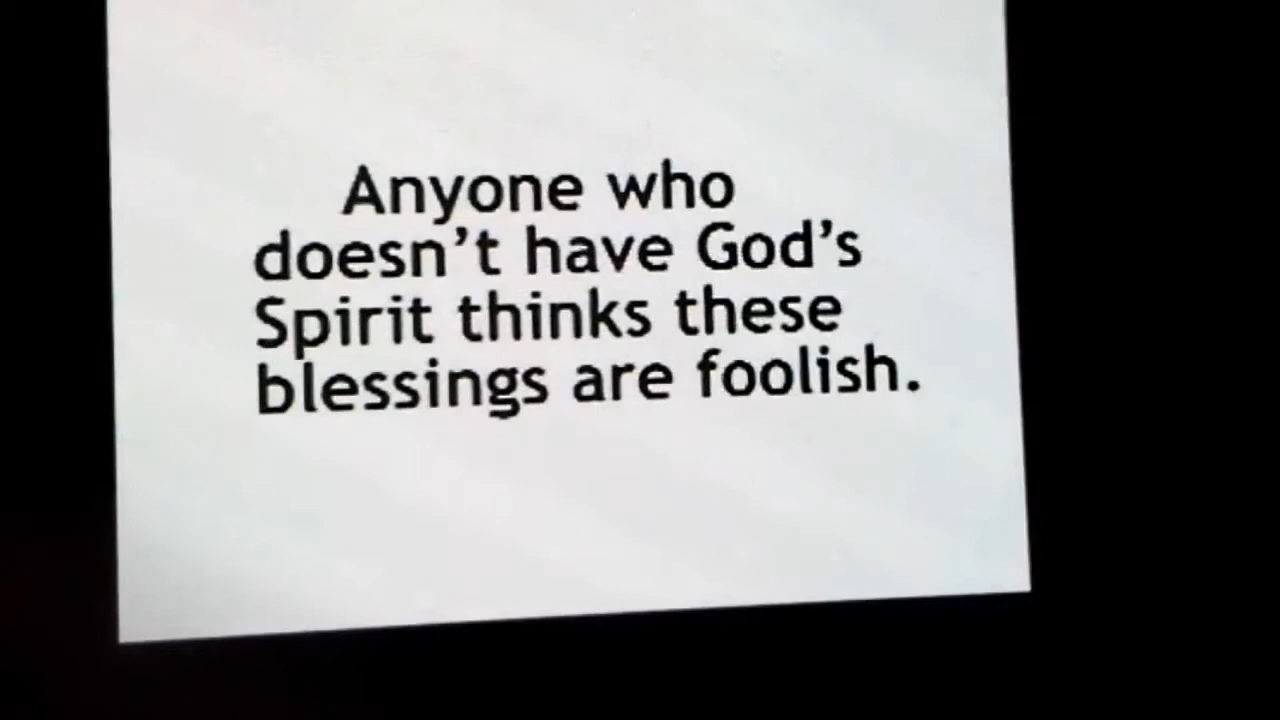 Anyone who
doesn’t have God’s
Spirit thinks these
blessings are foolish.